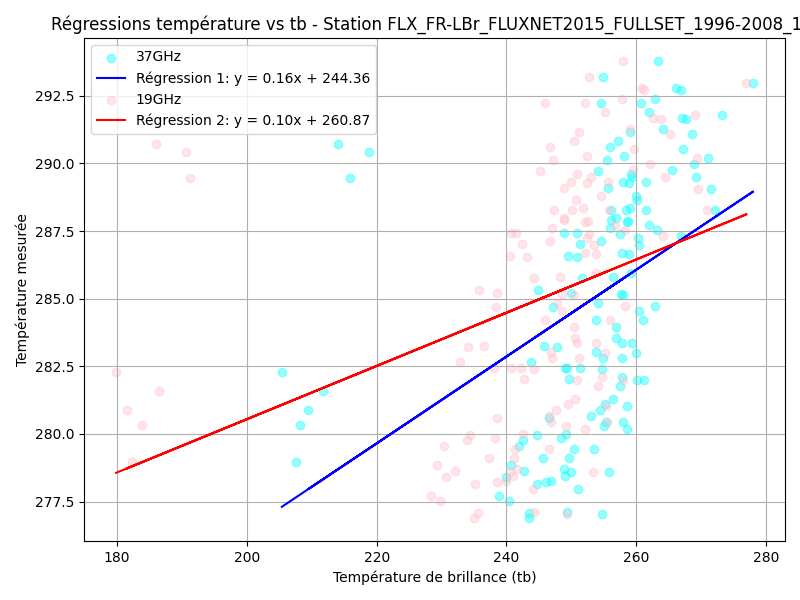 Régressions température vs tb - Station FLX_FR-LBr_FLUXNET2015_FULLSET_1996-2008_1
37GHz
Régression 1: y = 0.16x + 244.36
19GHz
Régression 2: y = 0.10x + 260.87
Température mesurée
292.5
290.0
287.5
285.0
282.5
280.0
277.5
180 200 220 240 260 280
Température de brillance (tb)